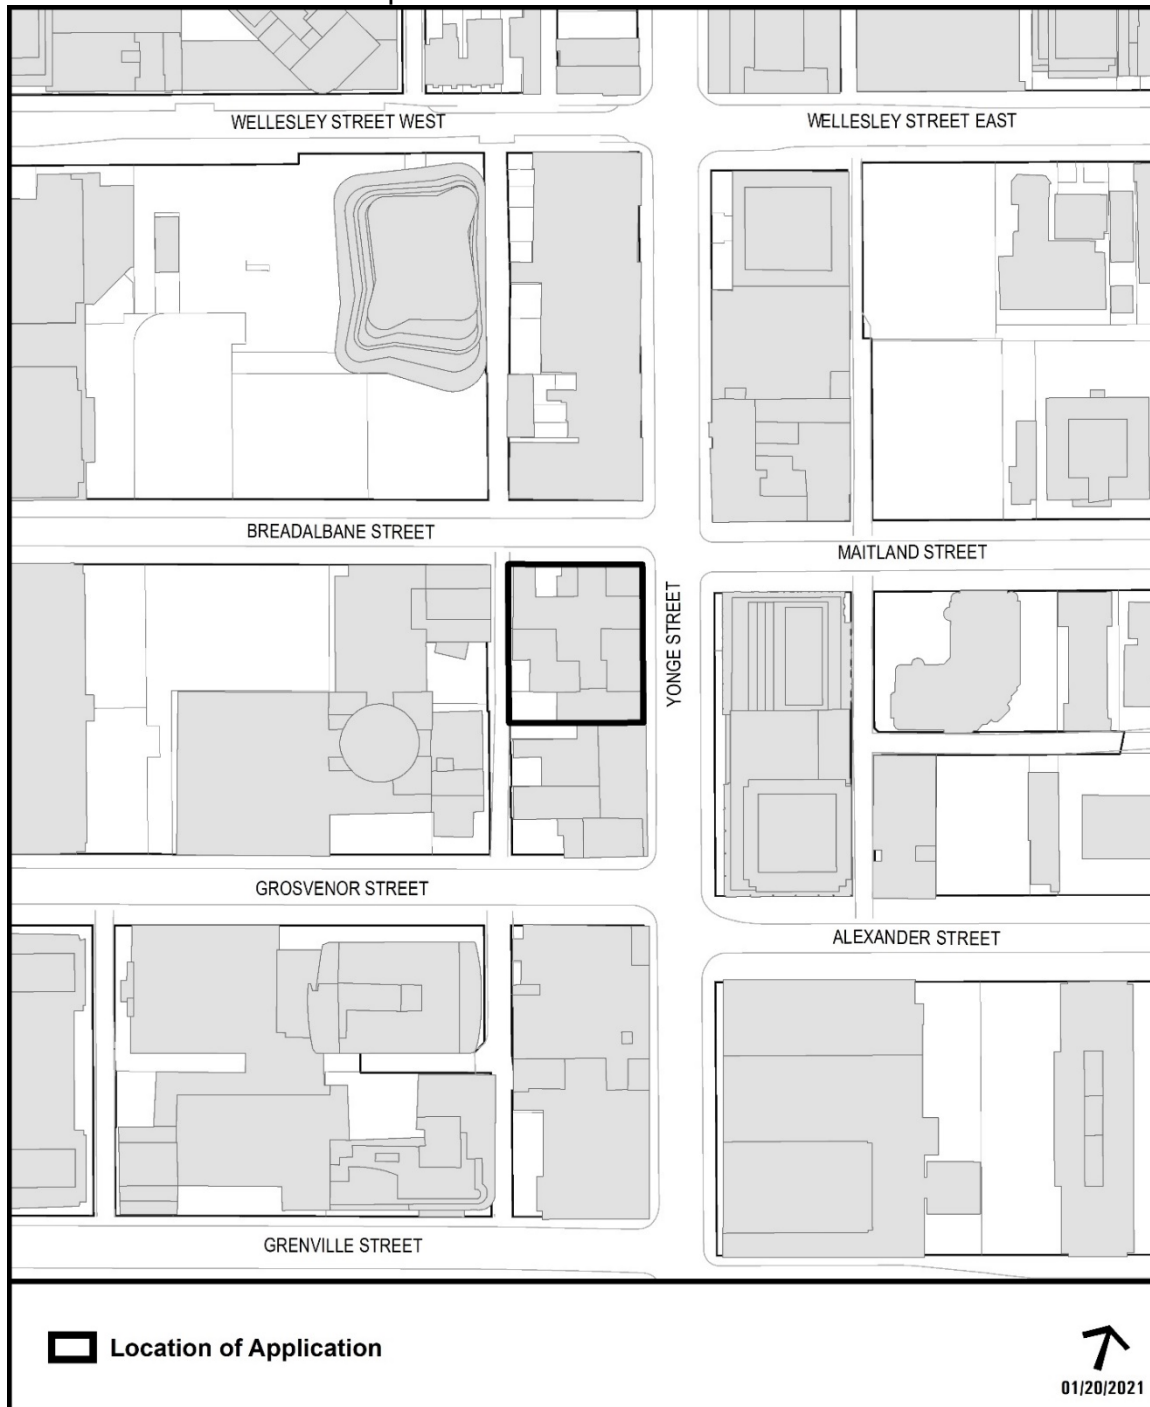 WELLESLEY STREET WEST
WELLESLEY STREET EAST
BREADALBANE STREET
MAITLAND STREET
YONGE STREET
GROSVENOR STREET
ALEXANDER STREET
GRENVILLE STREET
Location of Application
01/20/2021